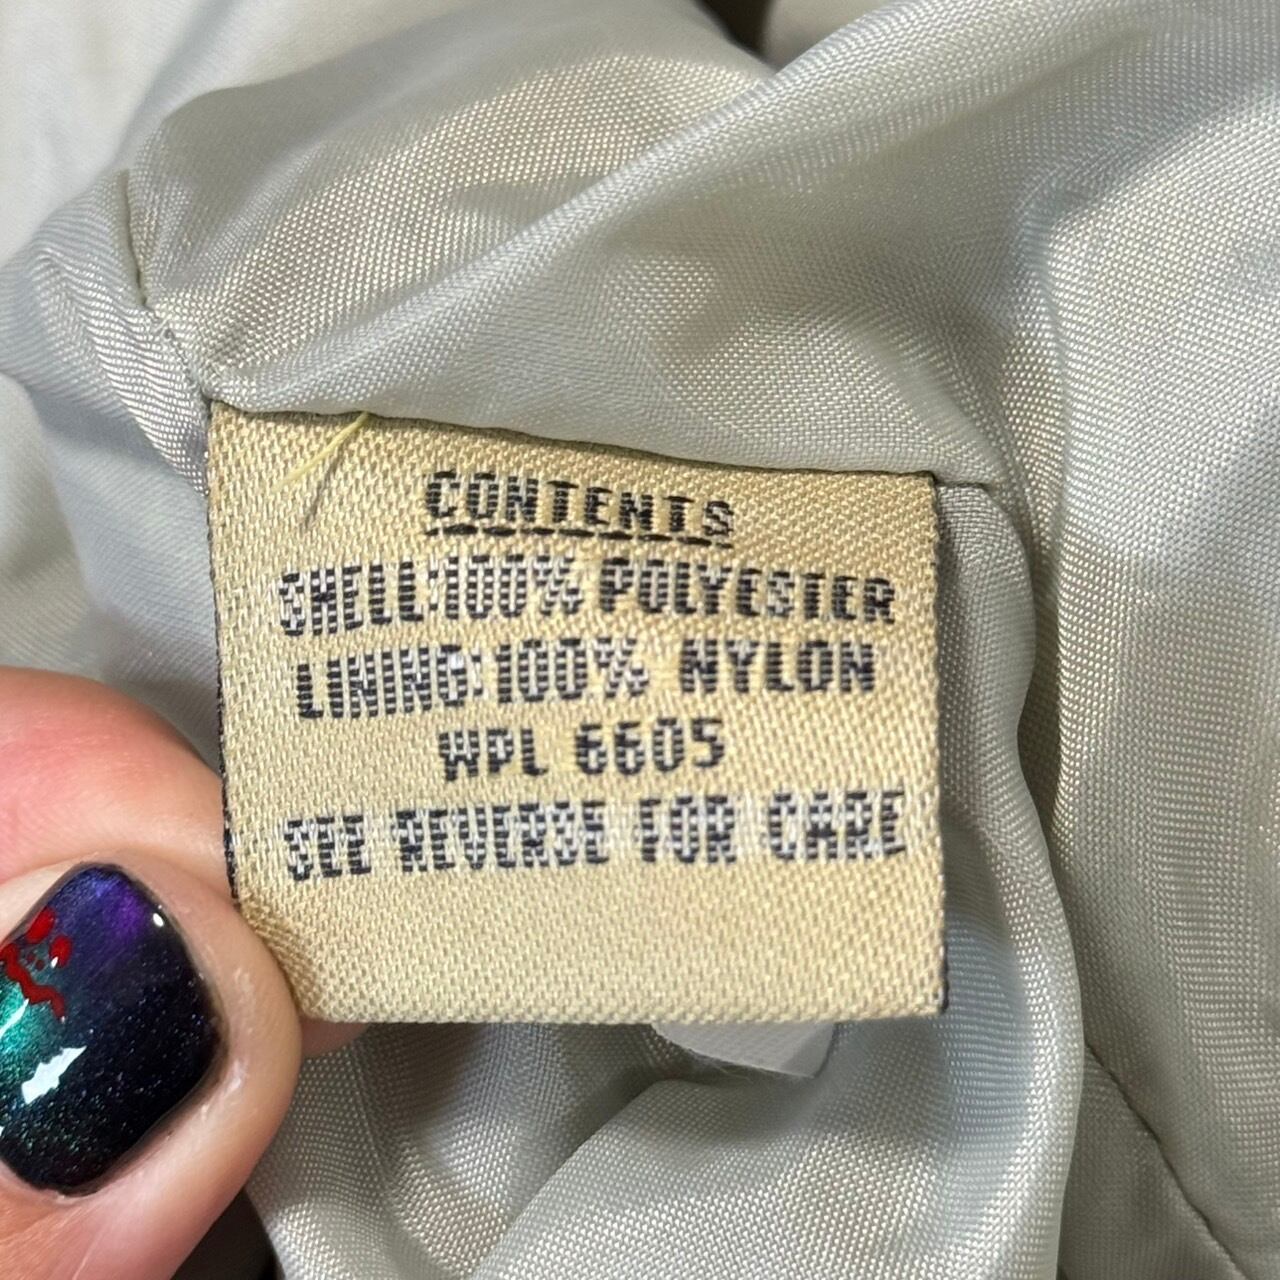 CONTENTS
SHELL:100% POLYESTER
LINING:100% NYLON
WPL 6605
SEE REVERSE FOR CARE